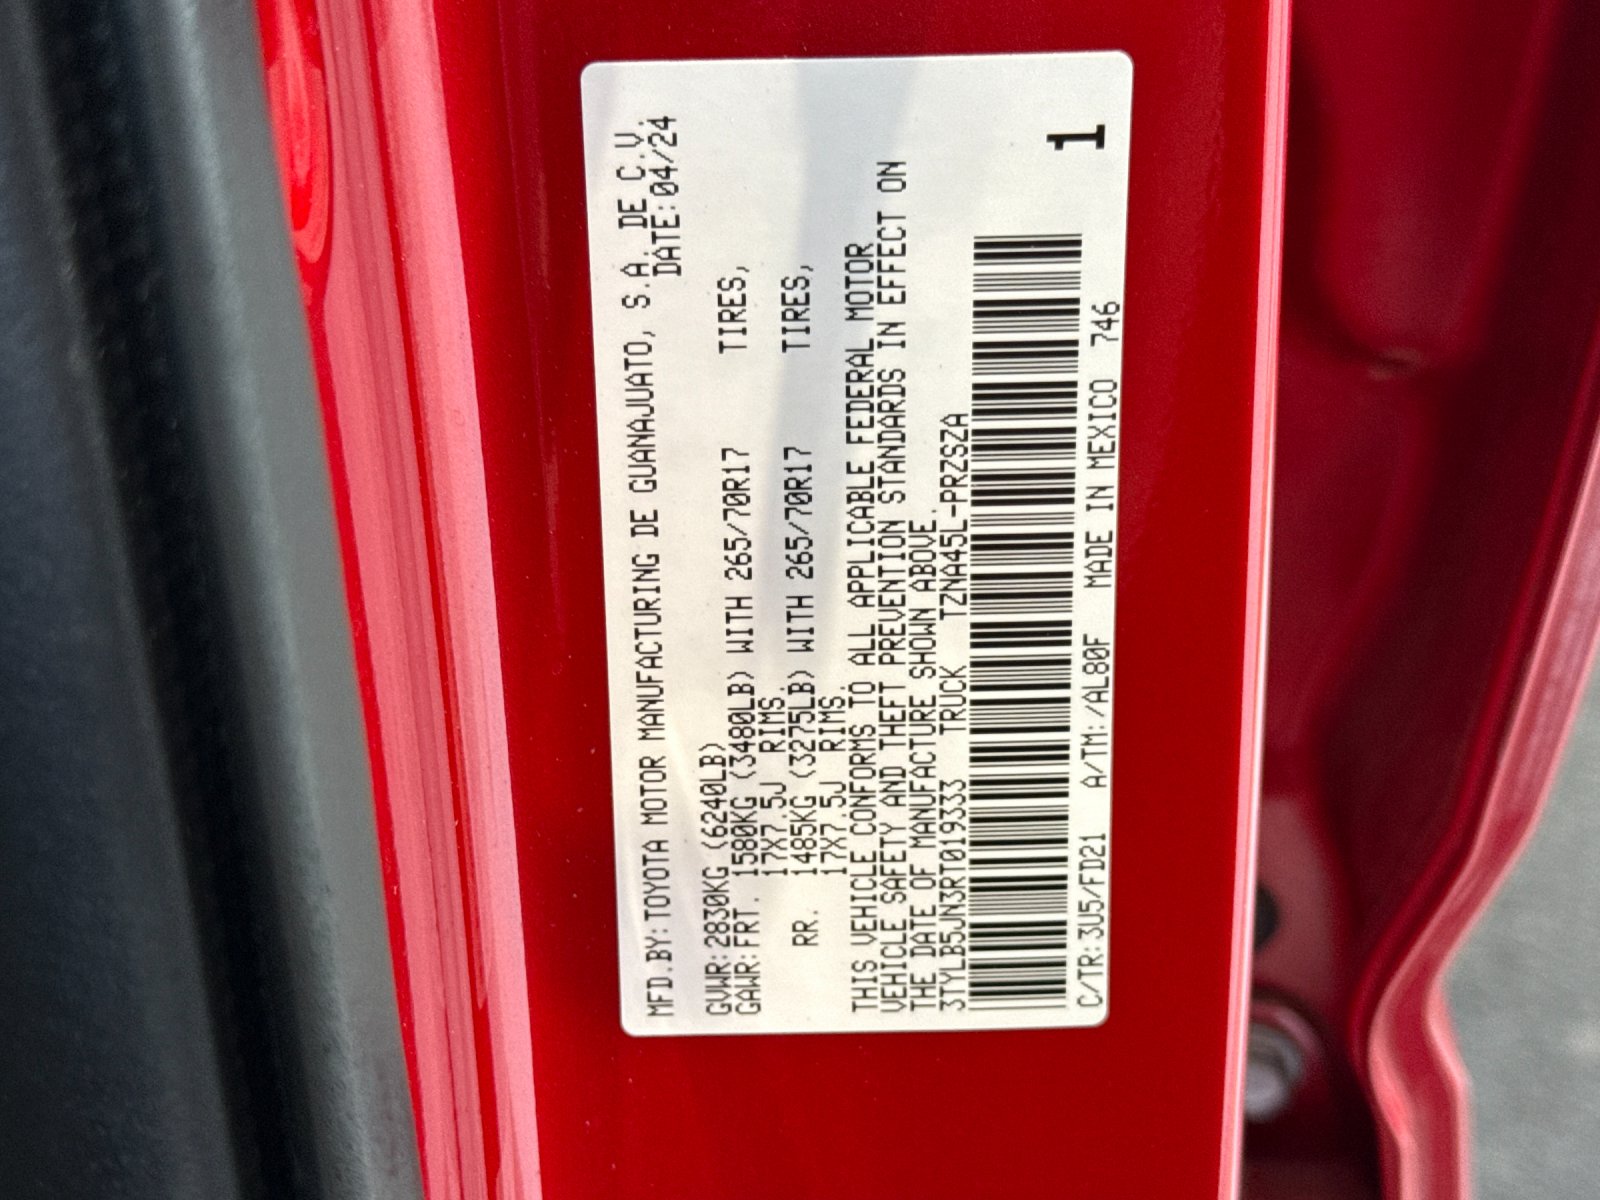 MFD.BY:TOYOTA MOTOR MANUFACTURING DE GUANAJUATO, S.A. DE C.V.
DATE:04/24
GVWR:2830KG (6240LB)
GAWR:FRT. 1580KG (3480LB) WITH 265/70R17 TIRES,
17X7.5J RIMS.
RR. 1485KG (3275LB) WITH 265/70R17 TIRES,
17X7.5J RIMS.
THIS VEHICLE CONFORMS TO ALL APPLICABLE FEDERAL MOTOR
VEHICLE SAFETY AND THEFT PREVENTION STANDARDS IN EFFECT ON
THE DATE OF MANUFACTURE SHOWN ABOVE.
3TYLB5JN3RT019333 TRUCK TZNA45L-PRZSZA
1
C/TR:3U5/FD21 A/TM:/AL80F MADE IN MEXICO 746